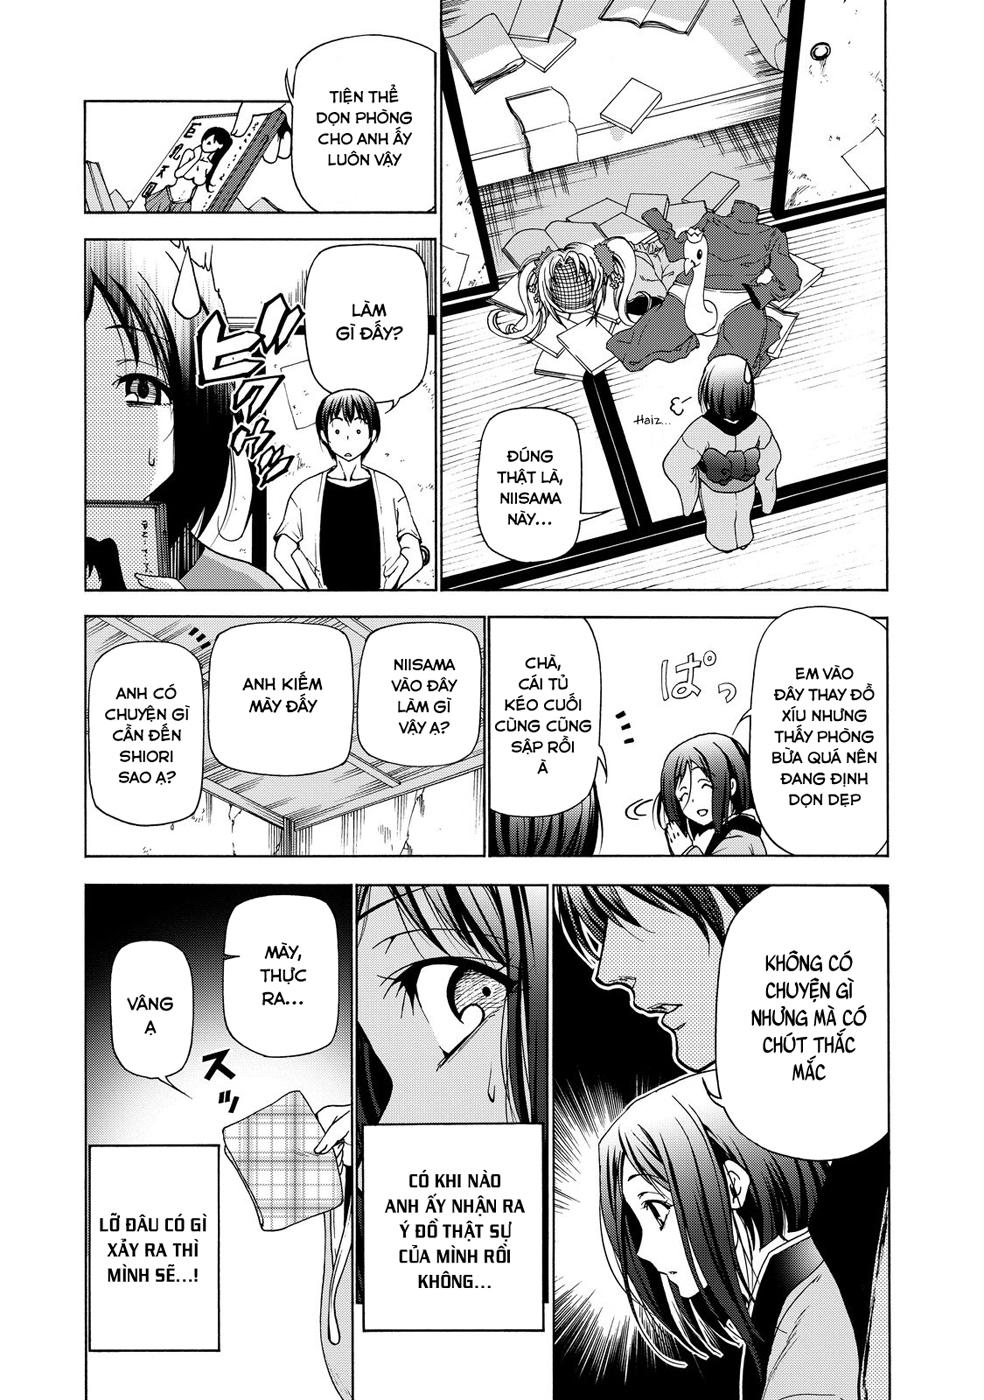 Haiz...
ĐÚNG
THẬT LÀ,
NIISAMA
NÀY...
TIỆN THỂ
DỌN PHÒNG
CHO ANH ẤY
LUÔN VẬY
LÀM
GÌ ĐẤY?
EM VÀO
ĐÂY THAY ĐỒ
XÍU NHƯNG
THẤY PHÒNG
BỪA QUÁ NÊN
ĐANG ĐỊNH
DỌN DẸP
ぱっ
CHÀ,
CÁI TỦ
KÉO CUỐI
CÙNG CŨNG
SẬP RỒI
À
NIISAMA
VÀO ĐÂY
LÀM GÌ
VẬY Ạ?
ANH KIẾM
MÀY ĐẤY
ANH CÓ
CHUYỆN GÌ
CẦN ĐẾN
SHIORI
SAO Ạ?
KHÔNG CÓ
CHUYỆN GÌ
NHƯNG MÀ CÓ
CHÚT THẮC
MẮC
CÓ KHI NÀO
ANH ẤY NHẬN RA
Ý ĐỒ THẬT SỰ
CỦA MÌNH RỒI
KHÔNG...
MÀY,
THỰC
RA...
VÂNG
Ạ
スッ
LỠ ĐÂU CÓ GÌ
XẢY RA THÌ
MÌNH SẼ...!